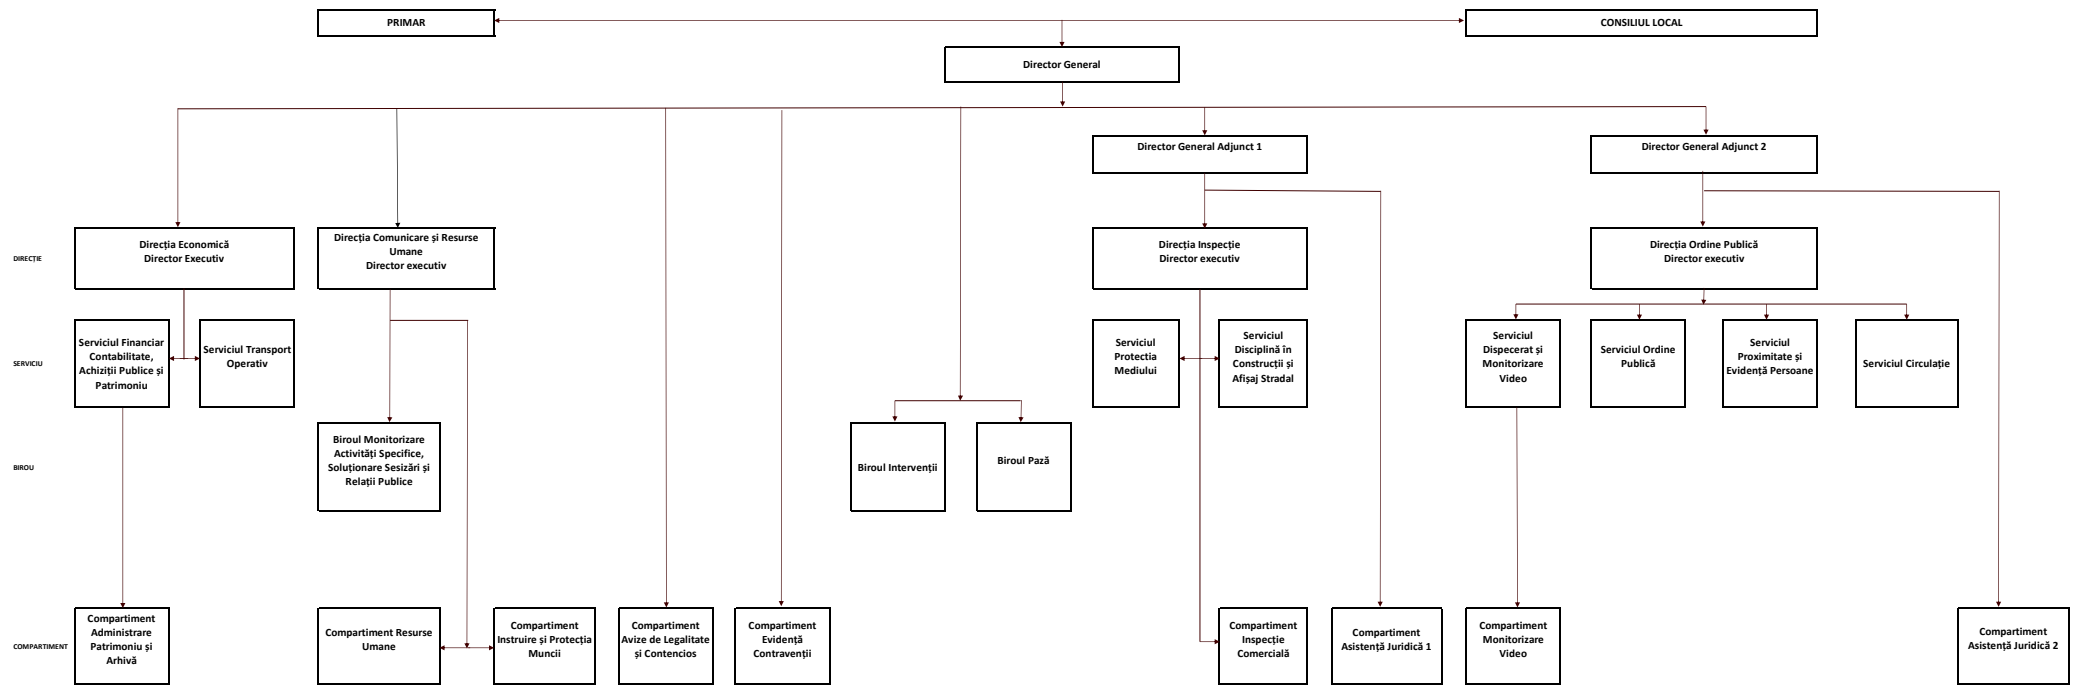 PRIMAR
CONSILIUL LOCAL
Director General
Director General Adjunct 1
Director General Adjunct 2
DIRECȚIE
Direcția Economică
Director Executiv
Direcția Comunicare și Resurse
Umane
Director executiv
Direcția Inspecție
Director executiv
Direcția Ordine Publică
Director executiv
SERVICIU
Serviciul Financiar
Contabilitate,
Achiziții Publice și
Patrimoniu
Serviciul Transport
Operativ
Serviciul
Protectia
Mediului
Serviciul
Disciplină în
Construcții și
Afișaj Stradal
Serviciul
Dispecerat și
Monitorizare
Video
Serviciul Ordine
Publică
Serviciul
Proximitate și
Evidență Persoane
Serviciul Circulație
BIROU
Biroul Monitorizare
Activități Specifice,
Soluționare Sesizări și
Relații Publice
Biroul Intervenții
Biroul Pază
COMPARTIMENT
Compartiment
Administrare
Patrimoniu și
Arhivă
Compartiment Resurse
Umane
Compartiment
Instruire și Protecția
Muncii
Compartiment
Avize de Legalitate
și Contencios
Compartiment
Evidență
Contravenții
Compartiment
Inspecție
Comercială
Compartiment
Asistență Juridică 1
Compartiment
Monitorizare
Video
Compartiment
Asistență Juridică 2